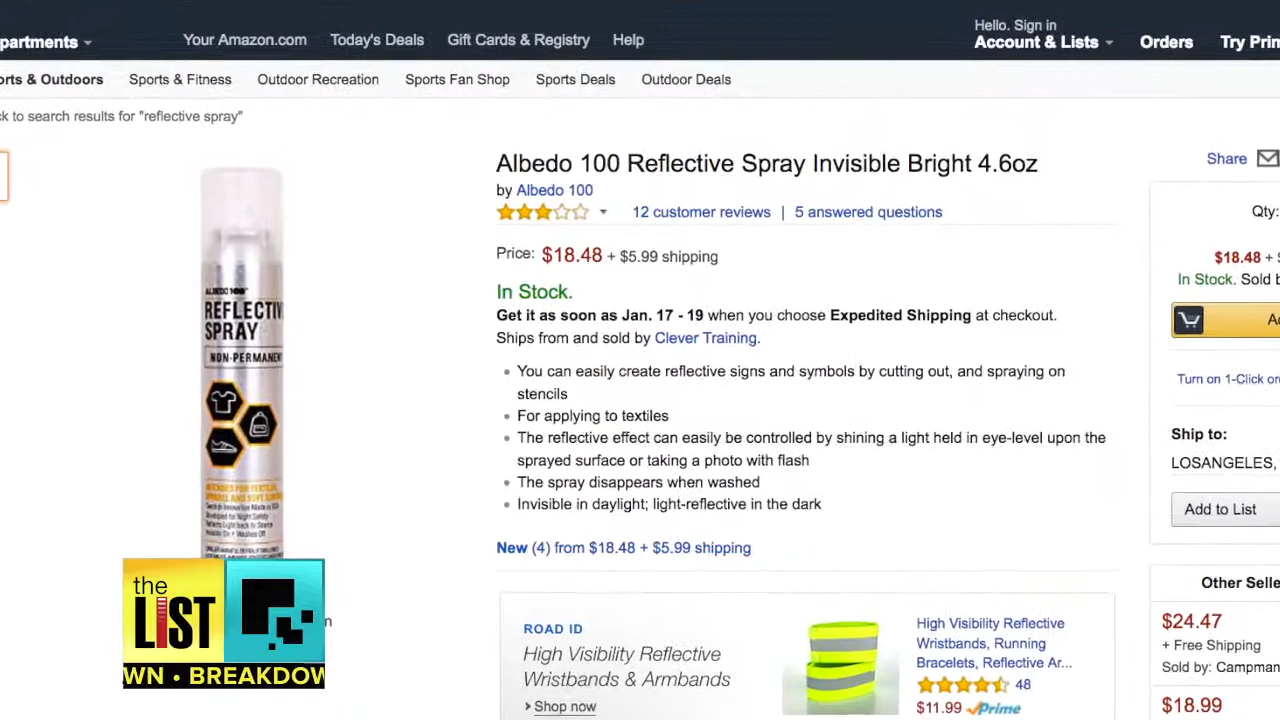 Hello. Sign in
partments
Your Amazon.com
Today's Deals
Gift Cards & Registry
Help
Account & Lists
Orders
Try Prim
rts & Outdoors
Sports & Fitness
Outdoor Recreation
Sports Fan Shop
Sports Deals
Outdoor Deals
ck to search results for "reflective spray"
Albedo 100 Reflective Spray Invisible Bright 4.6oz
Share
by Albedo 100
12 customer reviews | 5 answered questions
Qty:
Price: $18.48 + $5.99 shipping
$18.48 +
In Stock.
In Stock. Sold b
Get it as soon as Jan. 17 - 19 when you choose Expedited Shipping at checkout.
Ships from and sold by Clever Training.
You can easily create reflective signs and symbols by cutting out, and spraying on
stencils
For applying to textiles
The reflective effect can easily be controlled by shining a light held in eye-level upon the
sprayed surface or taking a photo with flash
The spray disappears when washed
Invisible in daylight; light-reflective in the dark
Turn on 1-Click or
Ship to:
LOSANGELES,
Add to List
New (4) from $18.48 + $5.99 shipping
Other Selle
$24.47
+ Free Shipping
Sold by: Campman
$18.99
ROAD ID
High Visibility Reflective
Wristbands & Armbands
Shop now
High Visibility Reflective
Wristbands, Running
Bracelets, Reflective Ar...
48
$11.99 Prime
ALBEDO 100
REFLECTIV
SPRAY
NON-PERMANENT
the
LIST
WN • BREAKDOW